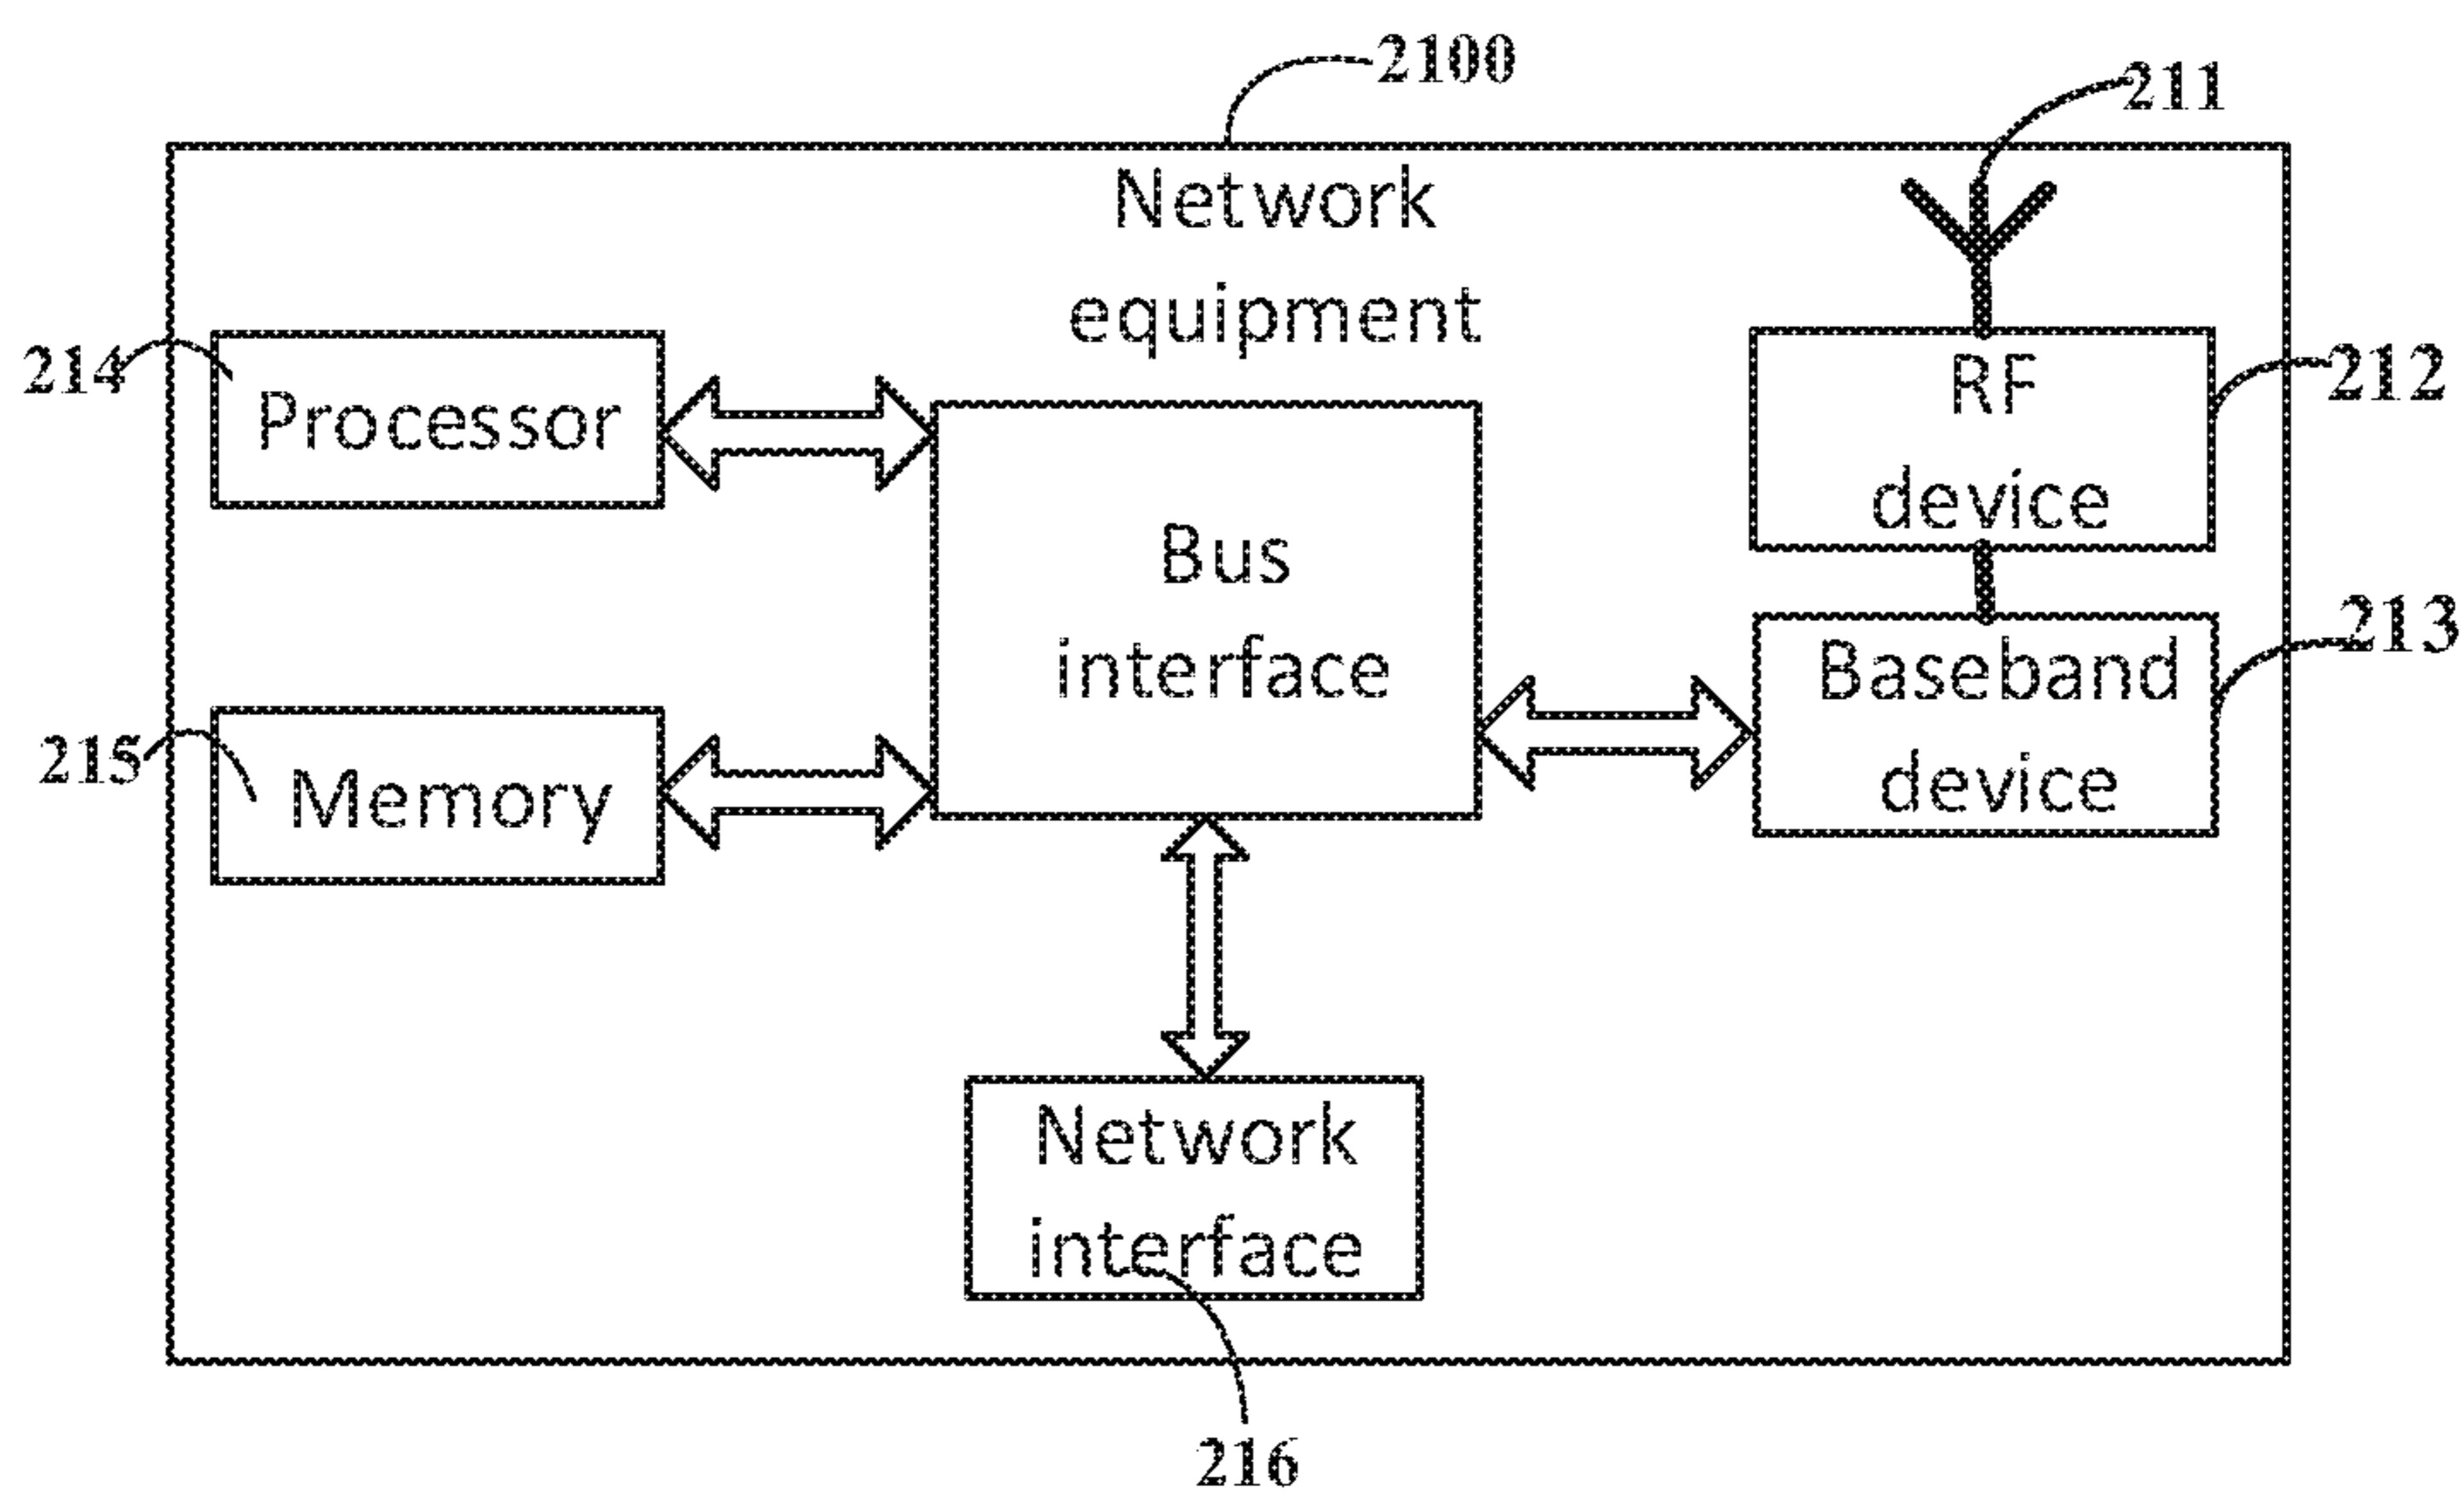 2100
211
Network
equipment
214
Processor
RF
device
212
Bus
interface
Baseband
device
213
215
Memory
Network
interface
216